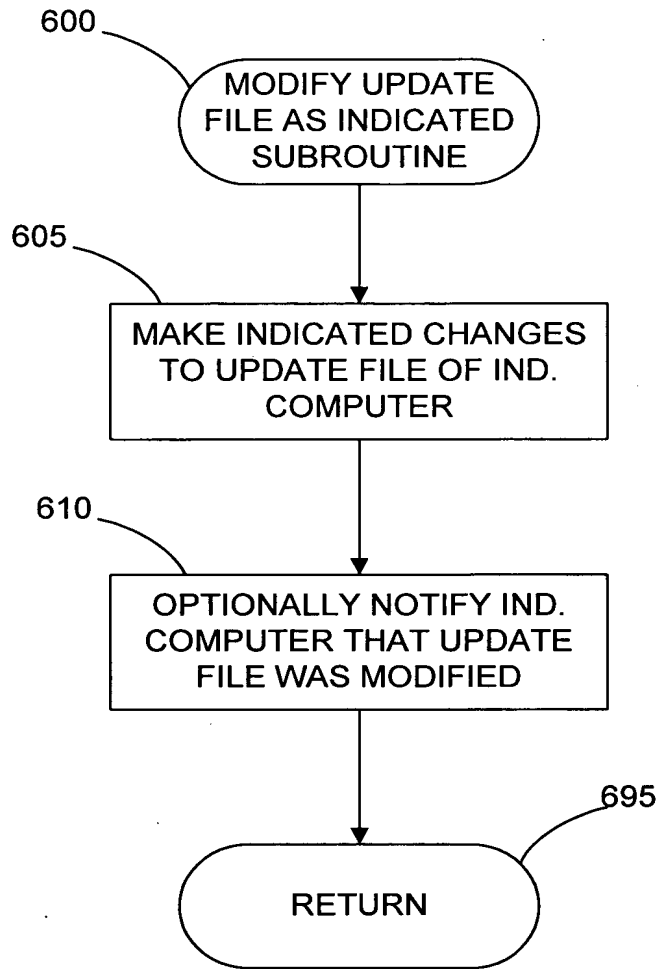 600
MODIFY UPDATE
FILE AS INDICATED
SUBROUTINE
605
MAKE INDICATED CHANGES
TO UPDATE FILE OF IND.
COMPUTER
610
OPTIONALLY NOTIFY IND.
COMPUTER THAT UPDATE
FILE WAS MODIFIED
695
RETURN